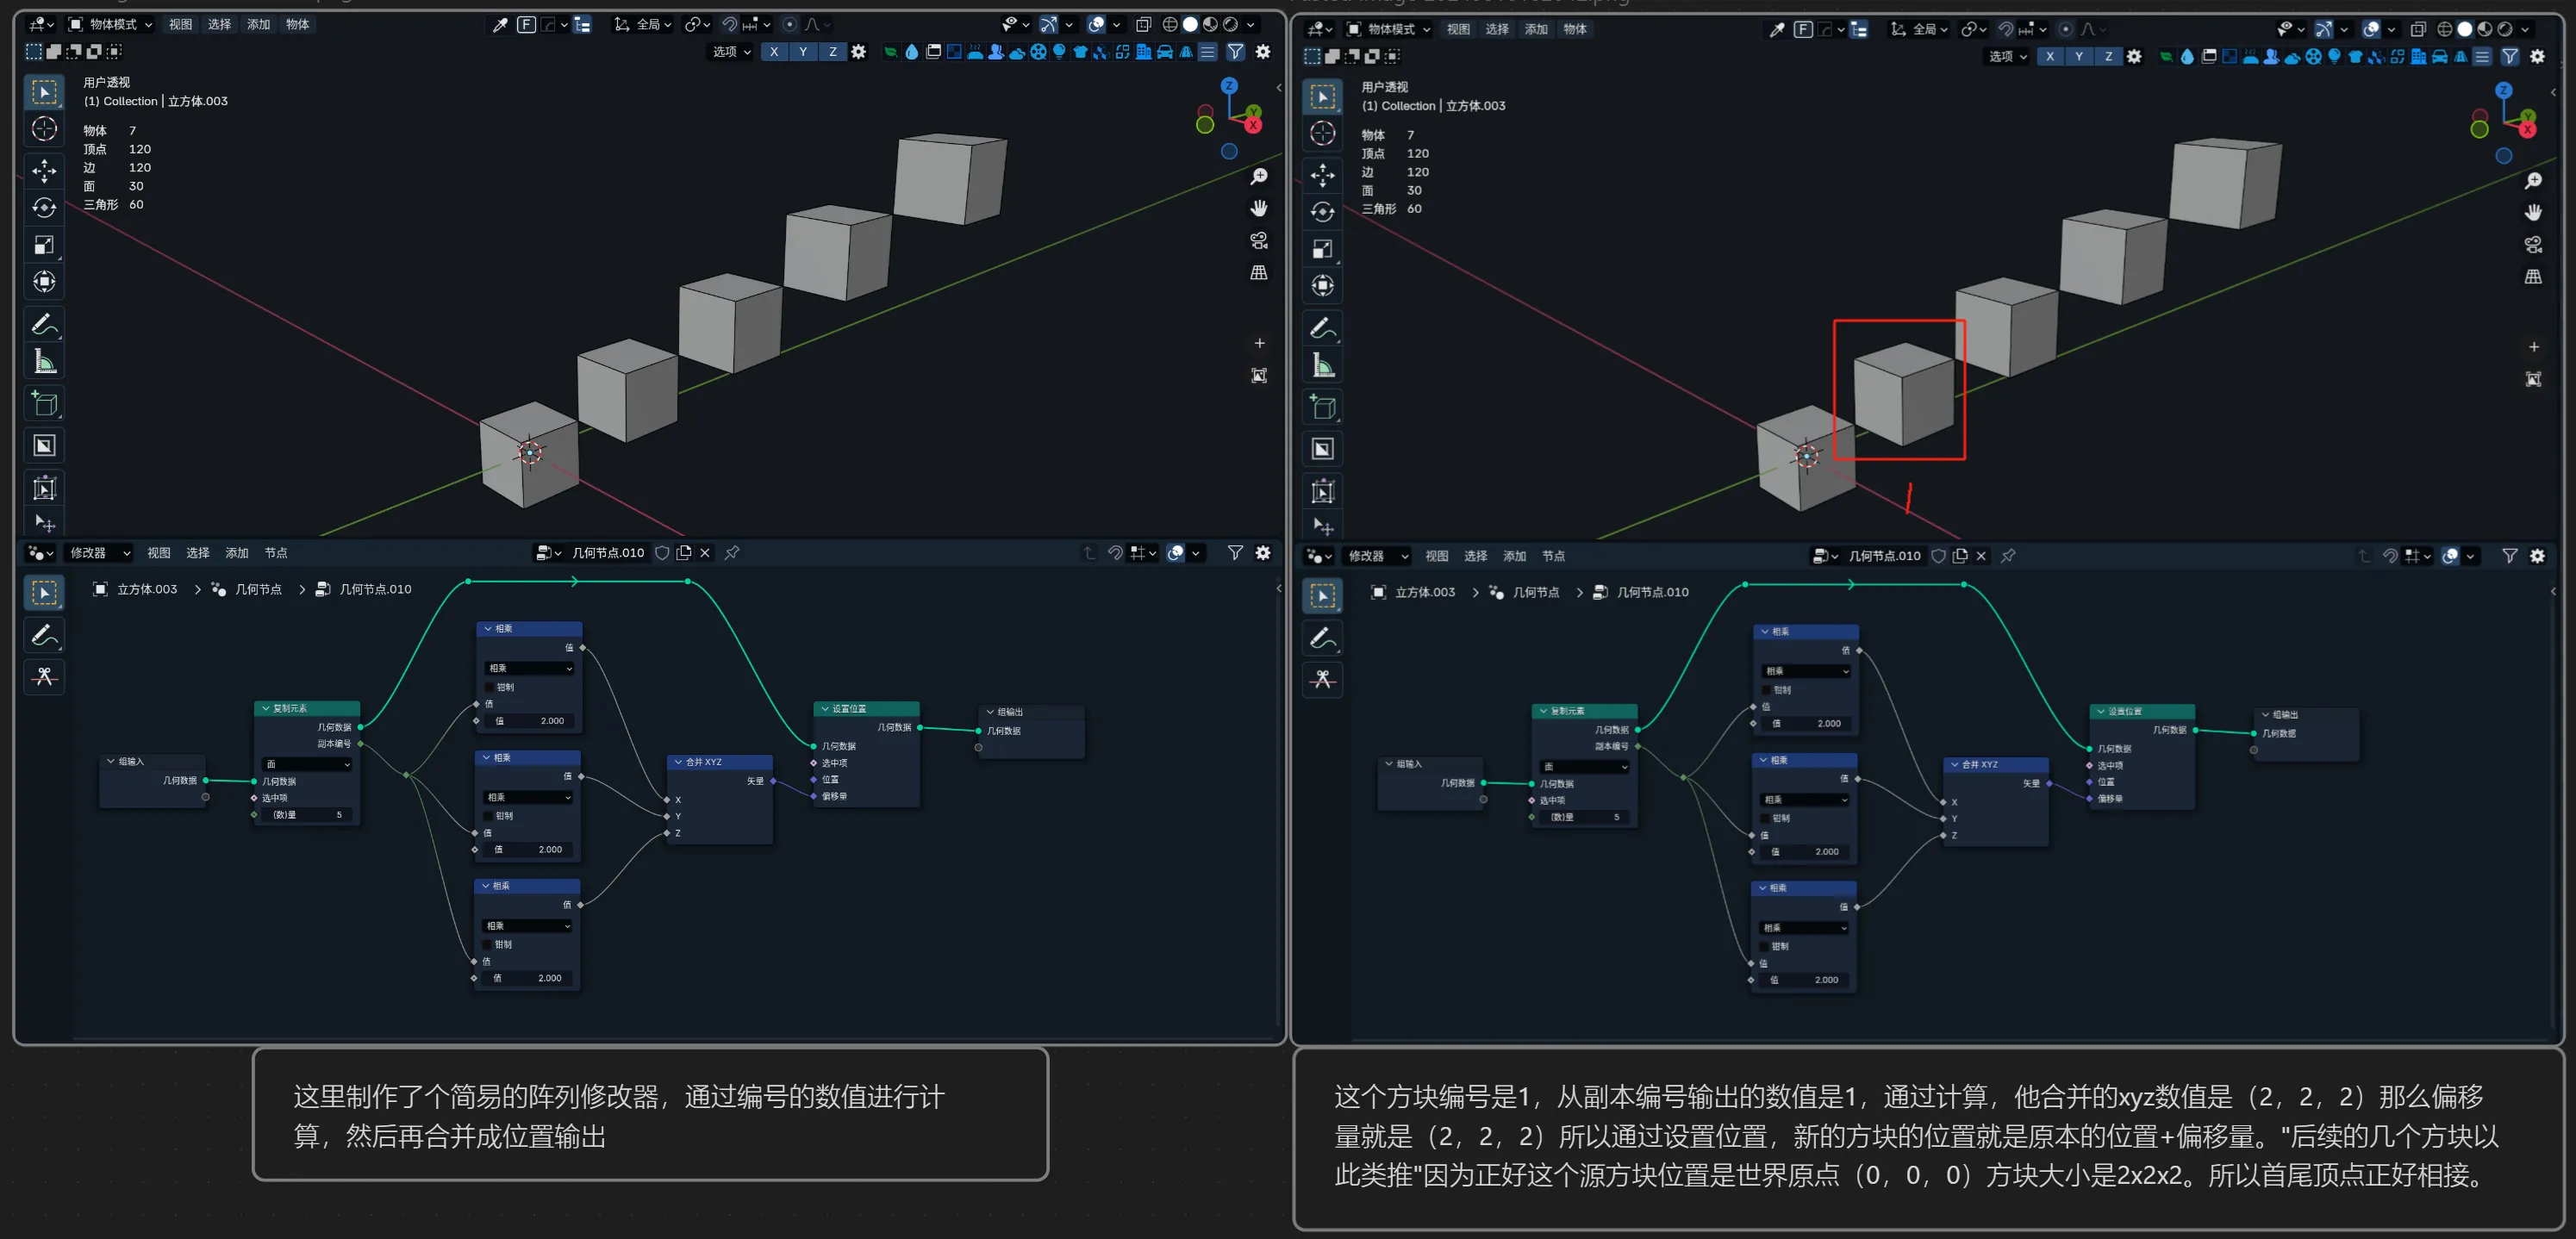 物体模式 视图 选择 添加 物体 全局
选项 X Y Z
用户透视
(1) Collection | 立方体.003
物体 7
顶点 120
边 120
面 30
三角形 60
修改器 视图 选择 添加 节点 几何节点.010
立方体.003 > 几何节点 > 几何节点.010
组输入
几何数据
复制元素
几何数据
副本编号
面
几何数据
选中项
(数)量 5
相乘
值
相乘
钳制
值
值 2.000
相乘
值
相乘
钳制
值
值 2.000
相乘
值
相乘
钳制
值
值 2.000
合并 XYZ
矢量
X
Y
Z
设置位置
几何数据
几何数据
选中项
位置
偏移量
组输出
几何数据
这里制作了个简易的阵列修改器，通过编号的数值进行计
算，然后再合并成位置输出
物体模式 视图 选择 添加 物体 全局
选项 X Y Z
用户透视
(1) Collection | 立方体.003
物体 7
顶点 120
边 120
面 30
三角形 60
1
修改器 视图 选择 添加 节点 几何节点.010
立方体.003 > 几何节点 > 几何节点.010
组输入
几何数据
复制元素
几何数据
副本编号
面
几何数据
选中项
(数)量 5
相乘
值
相乘
钳制
值
值 2.000
相乘
值
相乘
钳制
值
值 2.000
相乘
值
相乘
钳制
值
值 2.000
合并 XYZ
矢量
X
Y
Z
设置位置
几何数据
几何数据
选中项
位置
偏移量
组输出
几何数据
这个方块编号是1，从副本编号输出的数值是1，通过计算，他合并的xyz数值是（2，2，2）那么偏移
量就是（2，2，2）所以通过设置位置，新的方块的位置就是原本的位置+偏移量。"后续的几个方块以
此类推"因为正好这个源方块位置是世界原点（0，0，0）方块大小是2x2x2。所以首尾顶点正好相接。